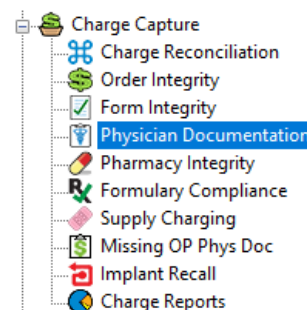 Charge Capture
Charge Reconciliation
Order Integrity
Form Integrity
Physician Documentation
Pharmacy Integrity
Formulary Compliance
Supply Charging
Missing OP Phys Doc
Implant Recall
Charge Reports